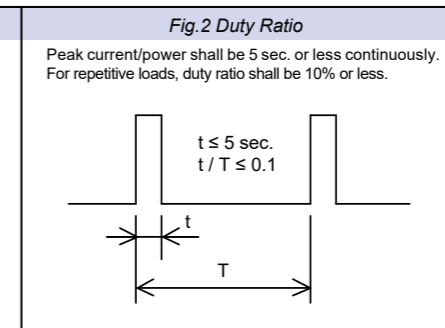 Fig.2 Duty Ratio
Peak current/power shall be 5 sec. or less continuously.
For repetitive loads, duty ratio shall be 10% or less.
t ≤ 5 sec.
t / T ≤ 0.1
t
T